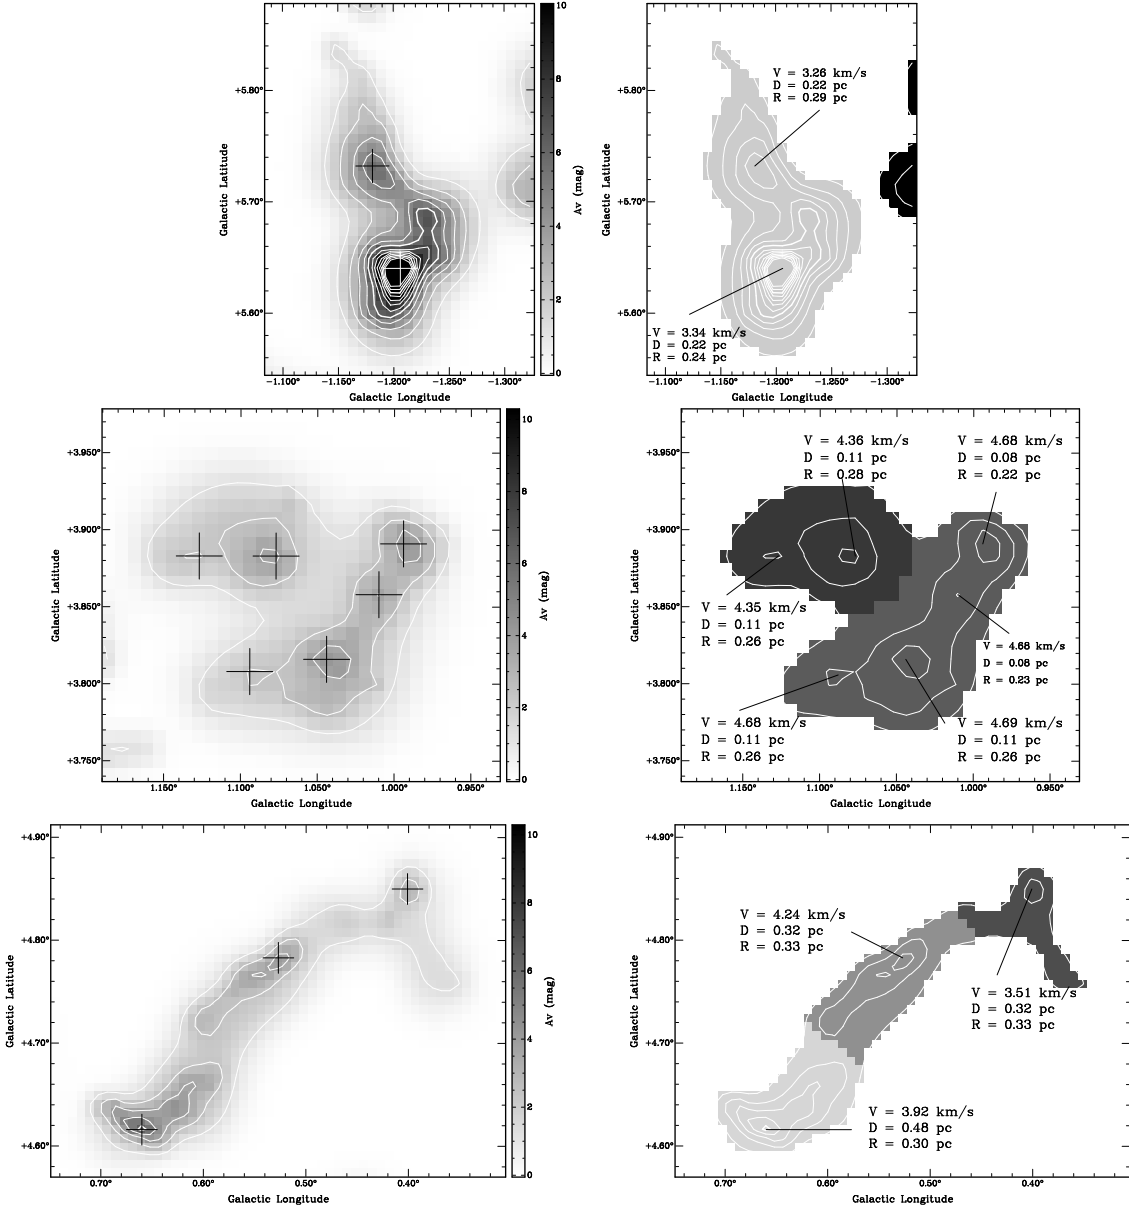 +5.80°
+5.70°
+5.60°
Galactic Latitude
-1.100°
-1.150°
-1.200°
-1.250°
-1.300°
Galactic Longitude
10
8
6
4
2
0
Av (mag)
V = 3.26 km/s
D = 0.22 pc
R = 0.29 pc
+5.80°
+5.70°
+5.60°
Galactic Latitude
V = 3.34 km/s
D = 0.22 pc
R = 0.24 pc
-1.100°
-1.150°
-1.200°
-1.250°
-1.300°
Galactic Longitude
+3.950°
+3.900°
+3.850°
+3.800°
+3.750°
Galactic Latitude
1.150°
1.100°
1.050°
1.000°
0.950°
Galactic Longitude
10
8
6
4
2
0
Av (mag)
V = 4.36 km/s
D = 0.11 pc
R = 0.28 pc
V = 4.68 km/s
D = 0.08 pc
R = 0.22 pc
+3.950°
+3.900°
+3.850°
+3.800°
+3.750°
Galactic Latitude
V = 4.35 km/s
D = 0.11 pc
R = 0.26 pc
V = 4.68 km/s
D = 0.08 pc
R = 0.23 pc
V = 4.68 km/s
D = 0.11 pc
R = 0.26 pc
V = 4.69 km/s
D = 0.11 pc
R = 0.26 pc
1.150°
1.100°
1.050°
1.000°
0.950°
Galactic Longitude
+4.90°
+4.80°
+4.70°
+4.60°
Galactic Latitude
0.70°
0.60°
0.50°
0.40°
Galactic Longitude
10
8
6
4
2
0
Av (mag)
+4.90°
+4.80°
+4.70°
+4.60°
Galactic Latitude
V = 4.24 km/s
D = 0.32 pc
R = 0.33 pc
V = 3.51 km/s
D = 0.32 pc
R = 0.33 pc
V = 3.92 km/s
D = 0.48 pc
R = 0.30 pc
0.70°
0.60°
0.50°
0.40°
Galactic Longitude